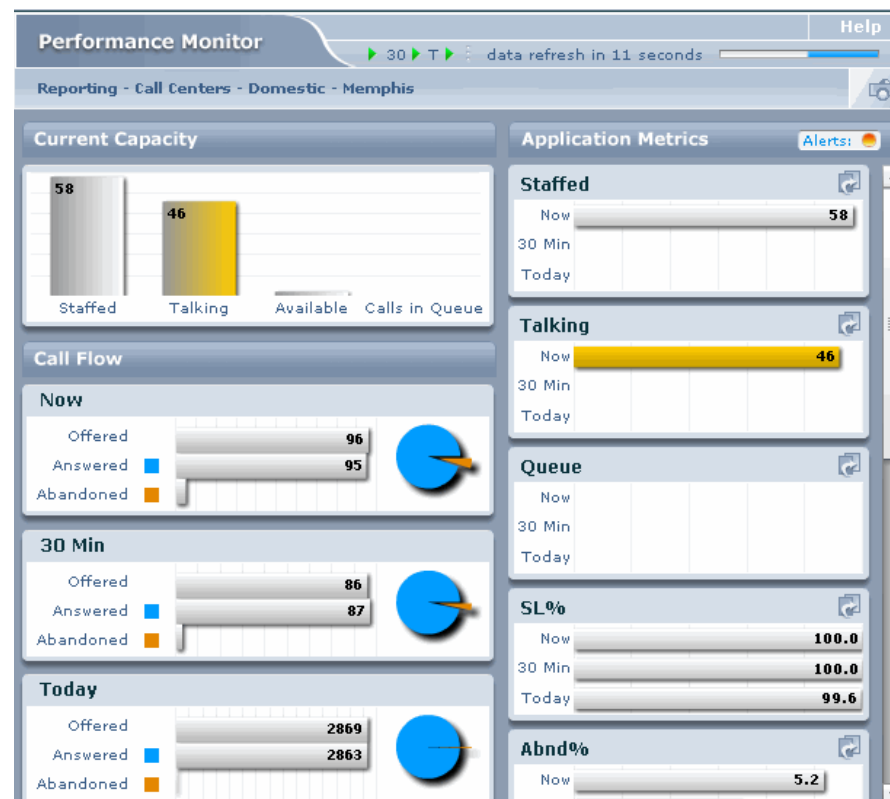 Performance Monitor
30 T data refresh in 11 seconds
Help
Reporting - Call Centers - Domestic - Memphis
Current Capacity
58
46
Staffed Talking Available Calls in Queue
Call Flow
Now
Offered 96
Answered 95
Abandoned
30 Min
Offered 86
Answered 87
Abandoned
Today
Offered 2869
Answered 2863
Abandoned
Application Metrics
Alerts:
Staffed
Now 58
30 Min
Today
Talking
Now 46
30 Min
Today
Queue
Now
30 Min
Today
SL%
Now 100.0
30 Min 100.0
Today 99.6
Abnd%
Now 5.2